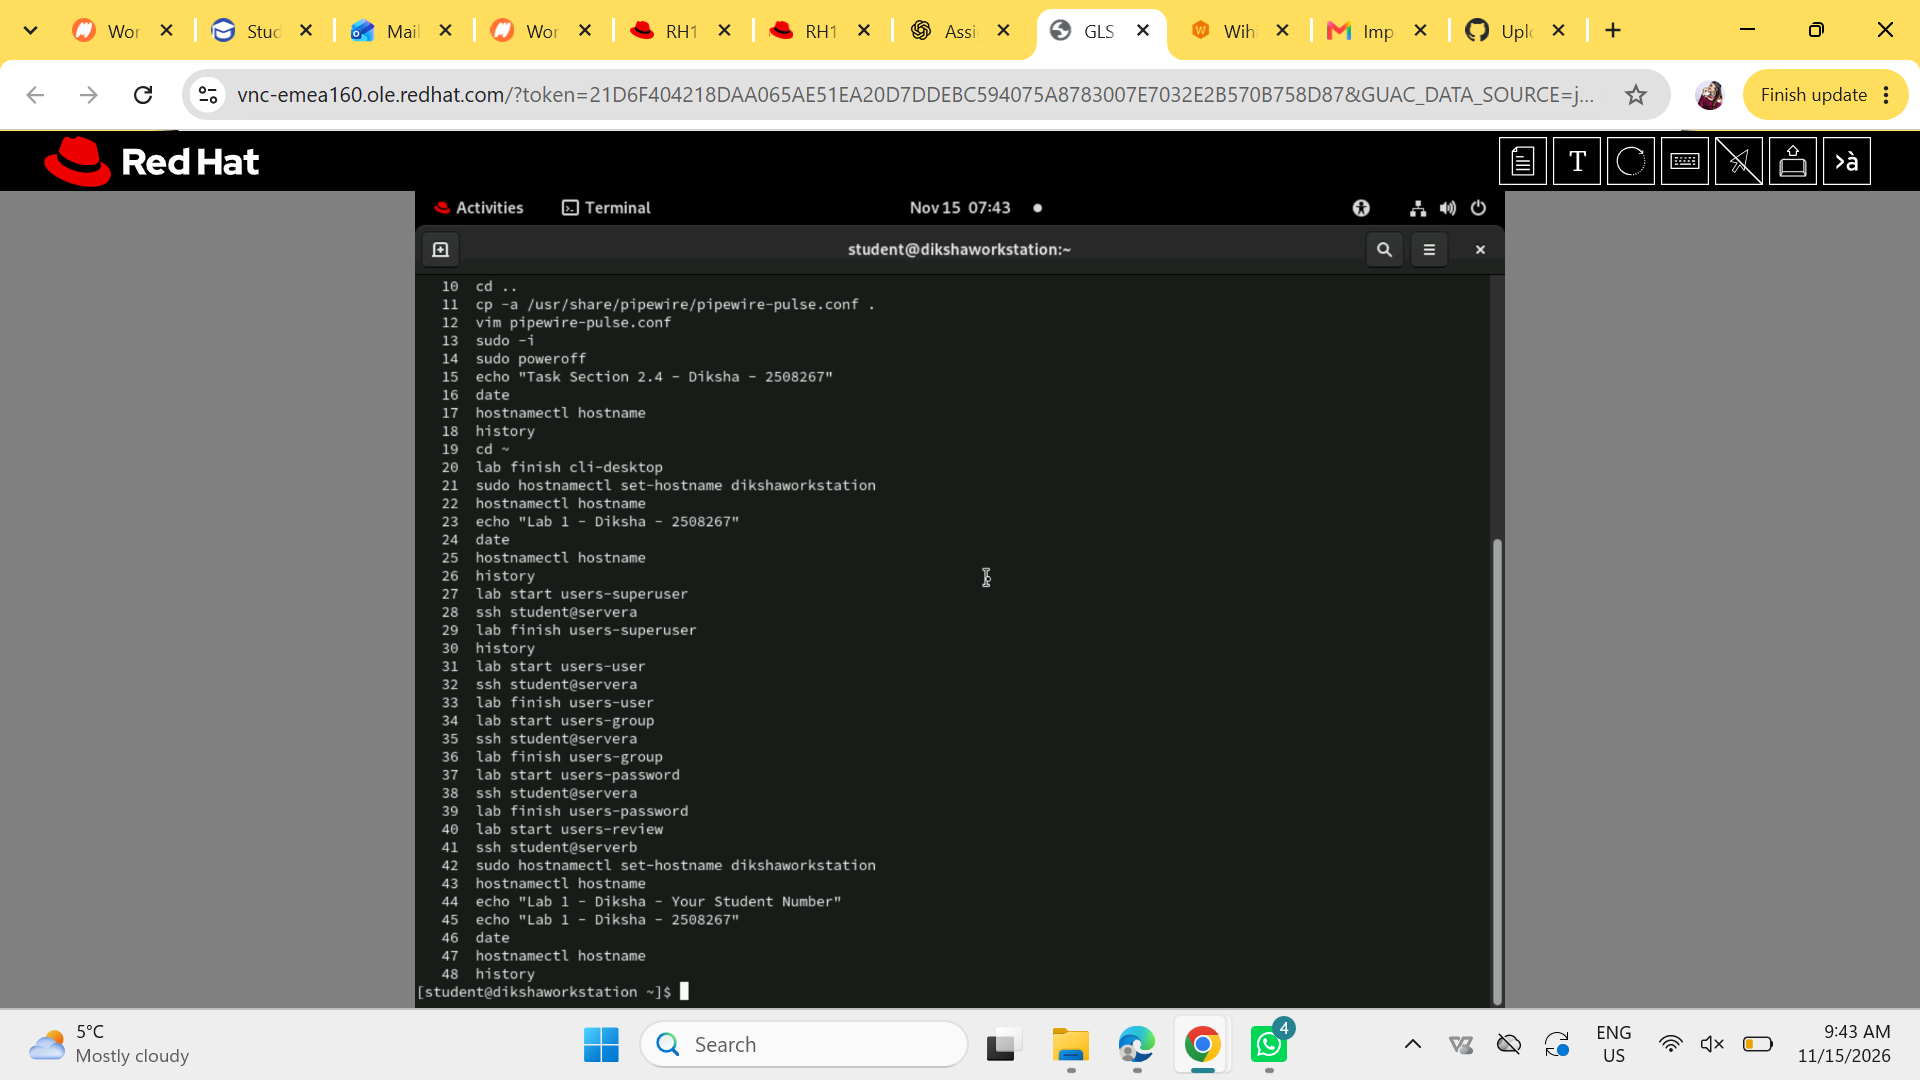 Wor
Stud
Mail
Wor
RH1
RH1
Assi
GLS
Wihi
Imp
Uplo
vnc-emea160.ole.redhat.com/?token=21D6F404218DAA065AE51EA20D7DDEBC594075A8783007E7032E2B570B758D87&GUAC_DATA_SOURCE=j...
Finish update
Red Hat
T
>à
Activities
Terminal
Nov 15 07:43
student@dikshaworkstation:~
10 cd ..
11 cp -a /usr/share/pipewire/pipewire-pulse.conf .
12 vim pipewire-pulse.conf
13 sudo -i
14 sudo poweroff
15 echo "Task Section 2.4 - Diksha - 2508267"
16 date
17 hostnamectl hostname
18 history
19 cd ~
20 lab finish cli-desktop
21 sudo hostnamectl set-hostname dikshaworkstation
22 hostnamectl hostname
23 echo "Lab 1 - Diksha - 2508267"
24 date
25 hostnamectl hostname
26 history
27 lab start users-superuser
28 ssh student@servera
29 lab finish users-superuser
30 history
31 lab start users-user
32 ssh student@servera
33 lab finish users-user
34 lab start users-group
35 ssh student@servera
36 lab finish users-group
37 lab start users-password
38 ssh student@servera
39 lab finish users-password
40 lab start users-review
41 ssh student@serverb
42 sudo hostnamectl set-hostname dikshaworkstation
43 hostnamectl hostname
44 echo "Lab 1 - Diksha - Your Student Number"
45 echo "Lab 1 - Diksha - 2508267"
46 date
47 hostnamectl hostname
48 history
[student@dikshaworkstation ~]$
5°C
Mostly cloudy
Search
4
ENG
US
9:43 AM
11/15/2026